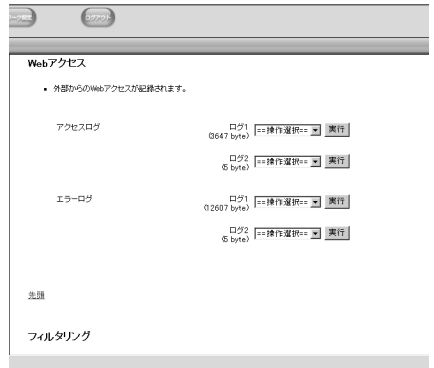 ログアウト
Webアクセス
外部からのWebアクセスが記録されます。
アクセスログ
ログ1
(3647 byte)
==操作選択==
実行
ログ2
(5 byte)
==操作選択==
実行
エラーログ
ログ1
(12607 byte)
==操作選択==
実行
ログ2
(5 byte)
==操作選択==
実行
先頭
フィルタリング